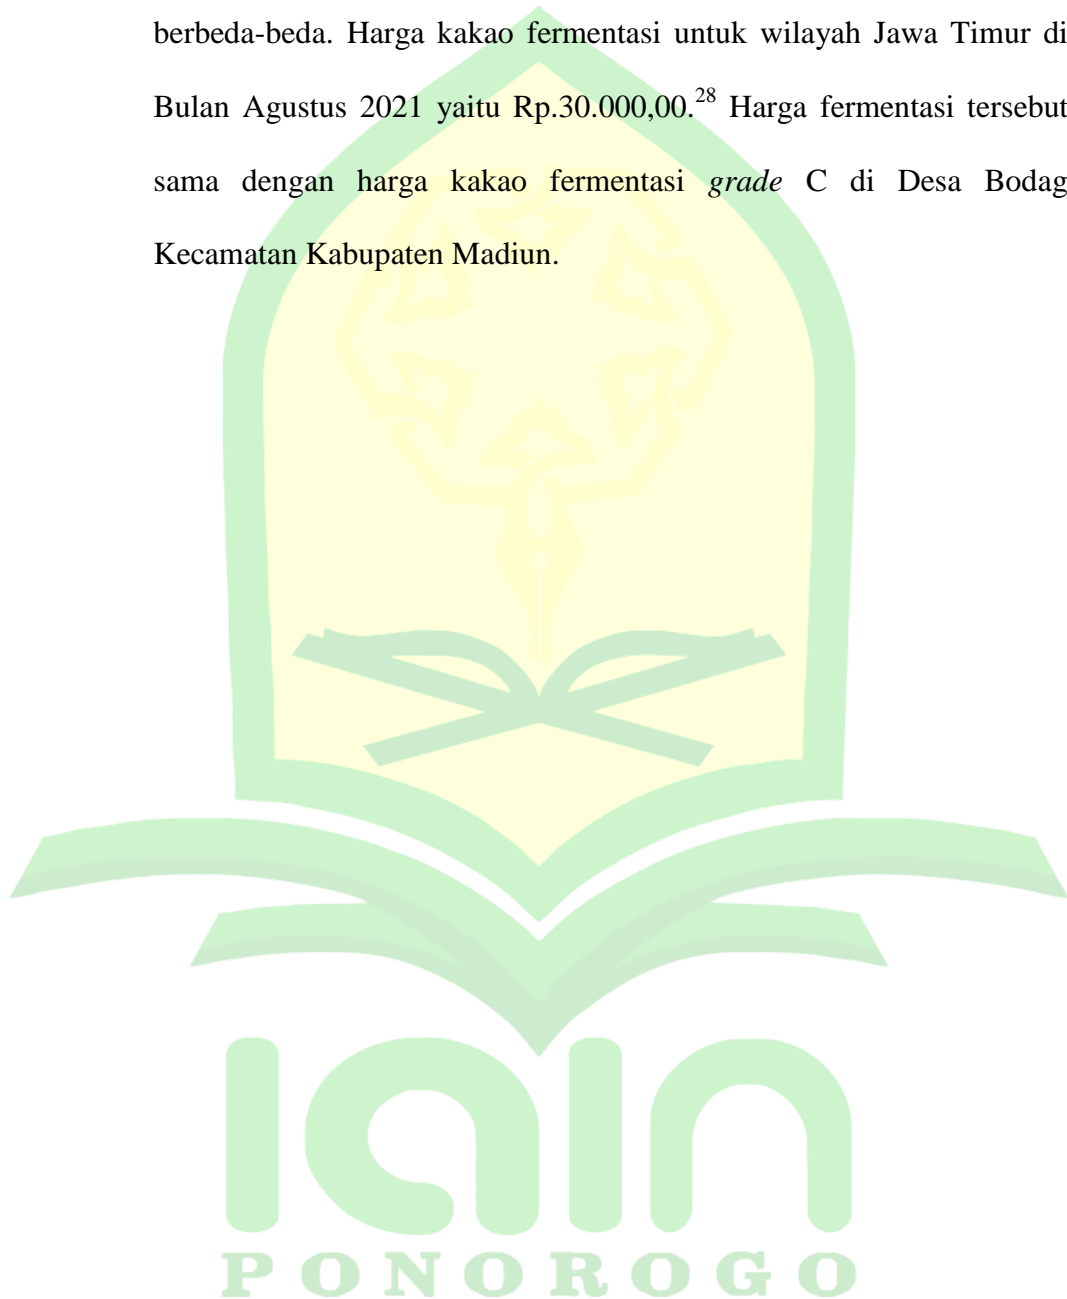 berbeda-beda. Harga kakao fermentasi untuk wilayah Jawa Timur di
Bulan Agustus 2021 yaitu Rp.30.000,00.28 Harga fermentasi tersebut
sama dengan harga kakao fermentasi grade C di Desa Bodag
Kecamatan Kabupaten Madiun.
IAIN
PONOROGO